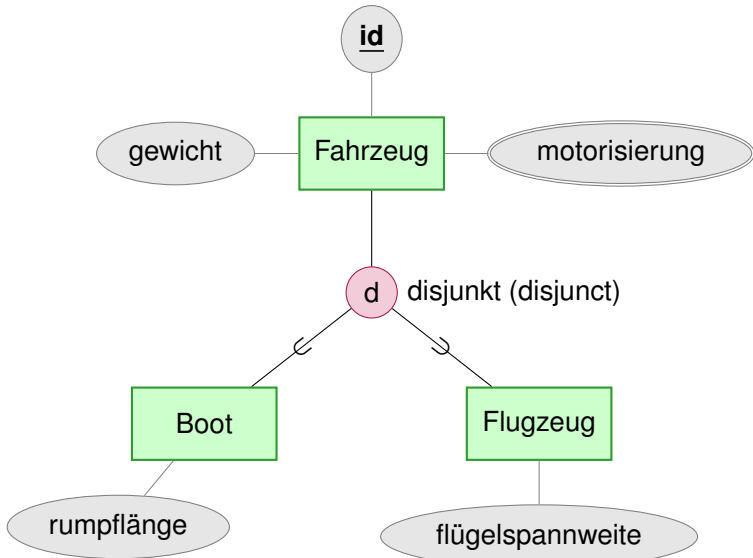 id
gewicht
Fahrzeug
motorisierung
d
disjunkt (disjunct)
Boot
Flugzeug
rumpflänge
flügelspannweite